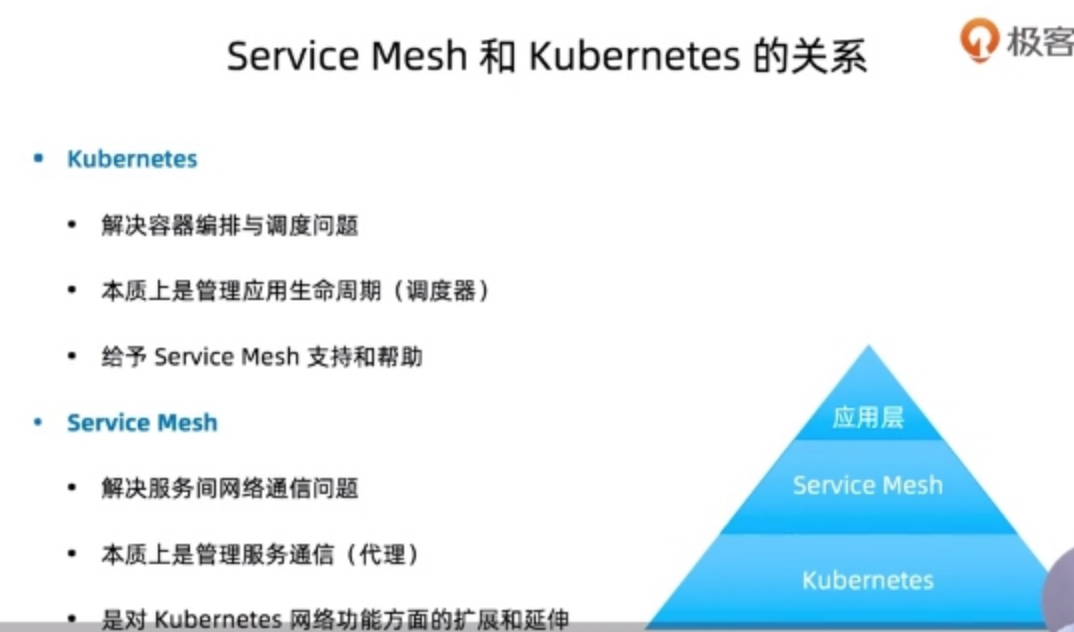 Service Mesh 和 Kubernetes 的关系
极客
Kubernetes
解决容器编排与调度问题
本质上是管理应用生命周期（调度器）
给予 Service Mesh 支持和帮助
Service Mesh
解决服务间网络通信问题
本质上是管理服务通信（代理）
是对 Kubernetes 网络功能方面的扩展和延伸
应用层
Service Mesh
Kubernetes